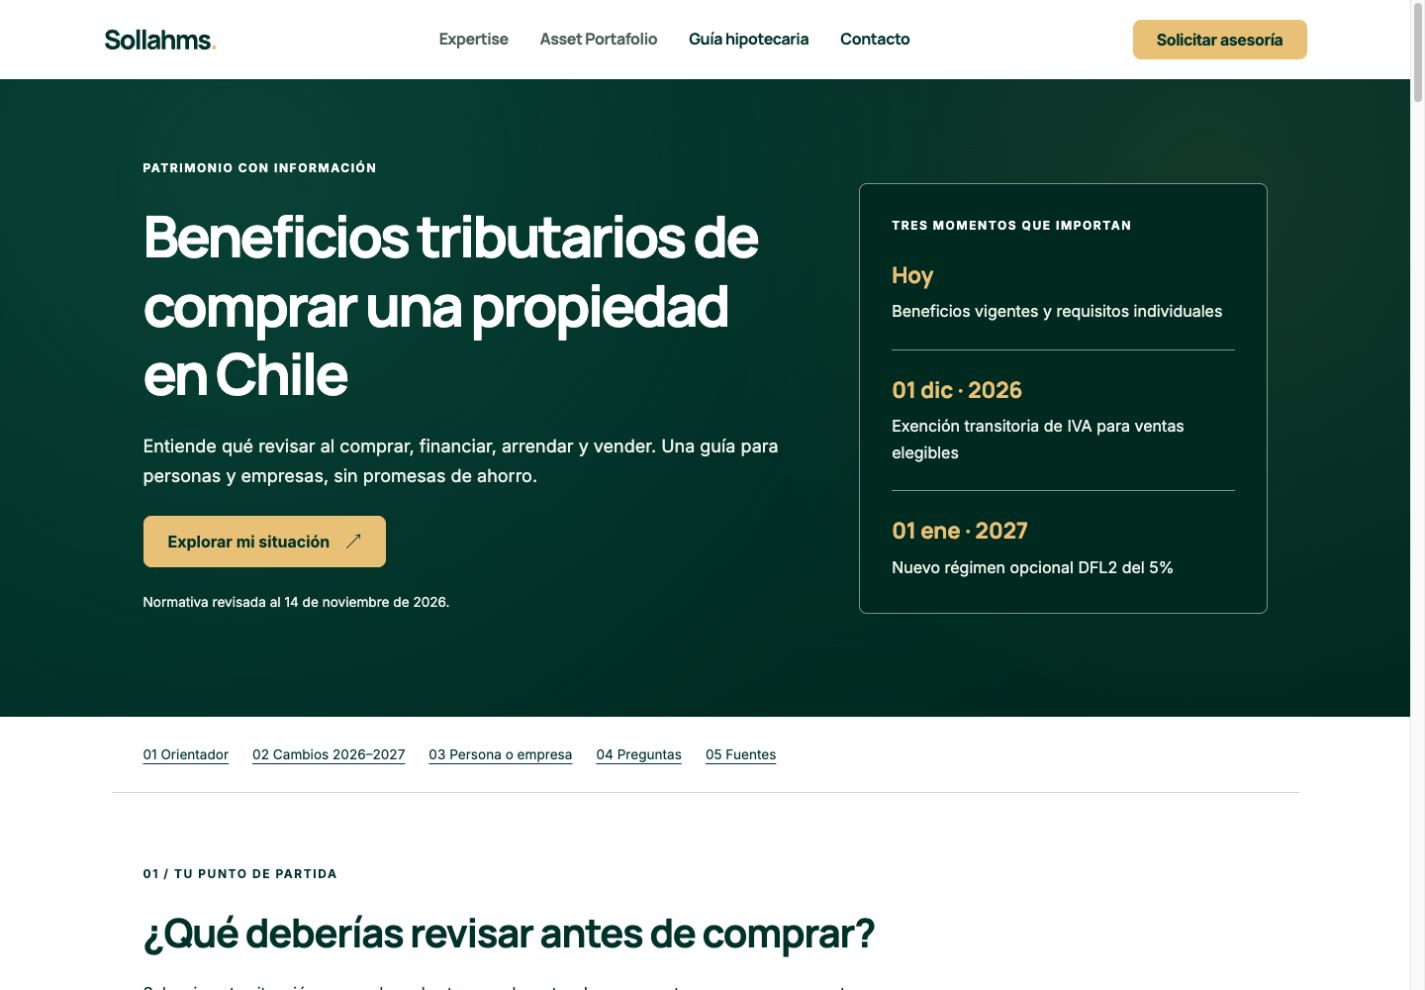 Sollahms.
Expertise
Asset Portafolio
Guía hipotecaria
Contacto
Solicitar asesoría
PATRIMONIO CON INFORMACIÓN
Beneficios tributarios de
comprar una propiedad
en Chile
Entiende qué revisar al comprar, financiar, arrendar y vender. Una guía para
personas y empresas, sin promesas de ahorro.
Explorar mi situación
Normativa revisada al 14 de noviembre de 2026.
TRES MOMENTOS QUE IMPORTAN
Hoy
Beneficios vigentes y requisitos individuales
01 dic · 2026
Exención transitoria de IVA para ventas
elegibles
01 ene · 2027
Nuevo régimen opcional DFL2 del 5%
01 Orientador
02 Cambios 2026–2027
03 Persona o empresa
04 Preguntas
05 Fuentes
01 / TU PUNTO DE PARTIDA
¿Qué deberías revisar antes de comprar?